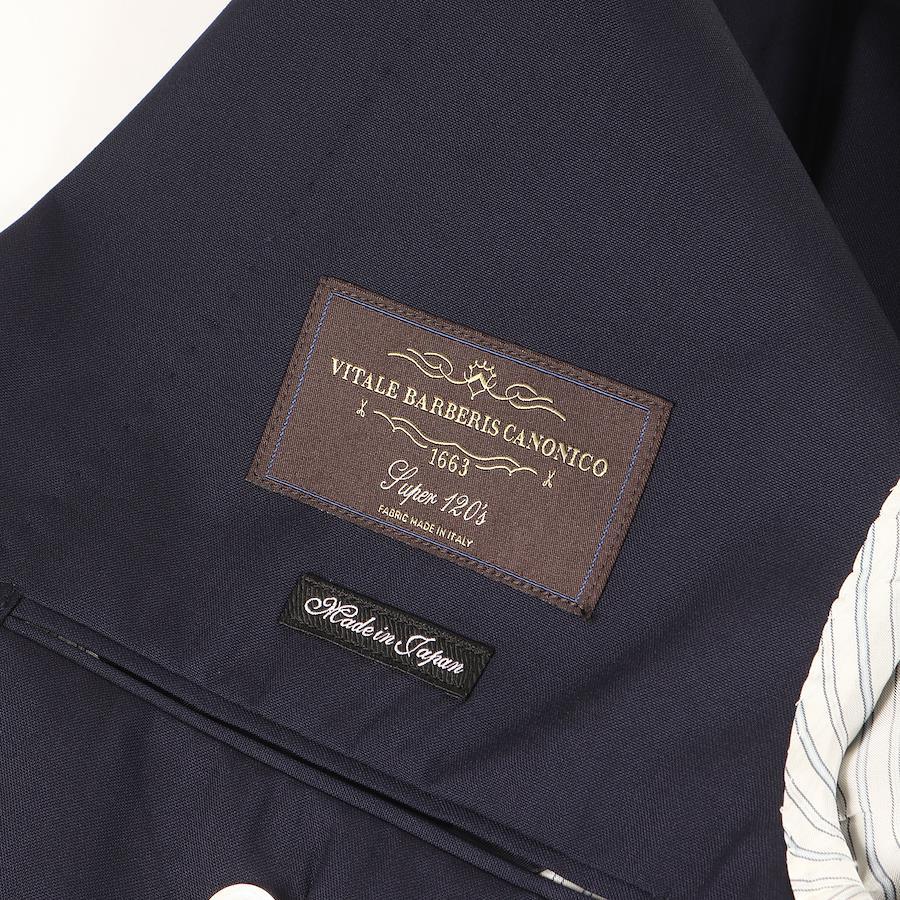 VITALE BARBERIS CANONICO
1663
Super 120's
FABRIC MADE IN ITALY
Made in Japan